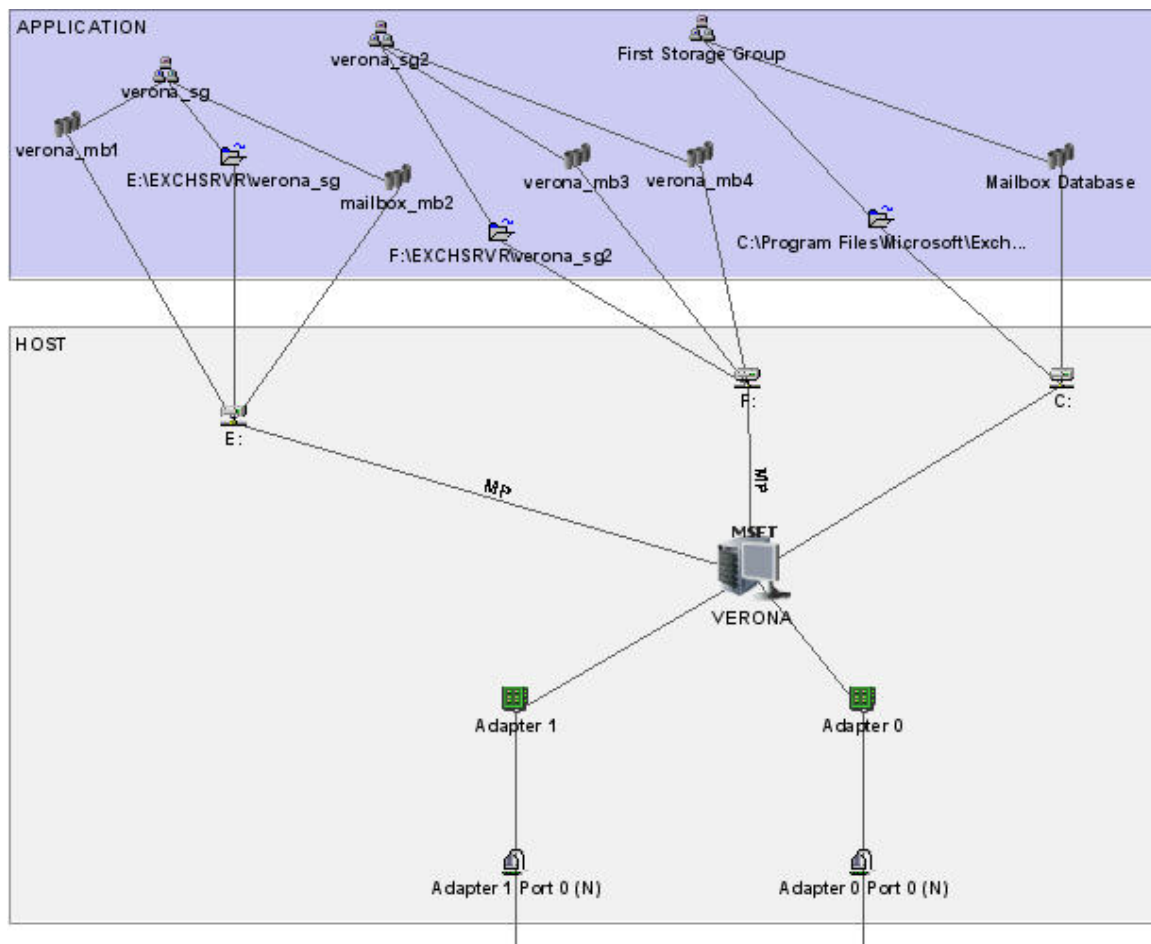 APPLICATION
verona_sg2
First Storage Group
verona_sg
verona_mb1
E:\EXCHSRVR\verona_sg
mailbox_mb2
verona_mb3
verona_mb4
Mailbox Database
F:\EXCHSRVR\verona_sg2
C:\Program Files\Microsoft\Exch...
HOST
E:
F:
C:
MP
MP
MSFT
VERONA
Adapter 1
Adapter 0
Adapter 1 Port 0 (N)
Adapter 0 Port 0 (N)